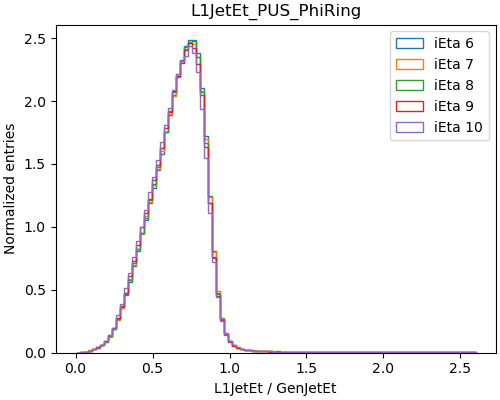 L1JetEt_PUS_PhiRing
Normalized entries
2.5
2.0
1.5
1.0
0.5
0.0
iEta 6
iEta 7
iEta 8
iEta 9
iEta 10
0.0 0.5 1.0 1.5 2.0 2.5
L1JetEt / GenJetEt